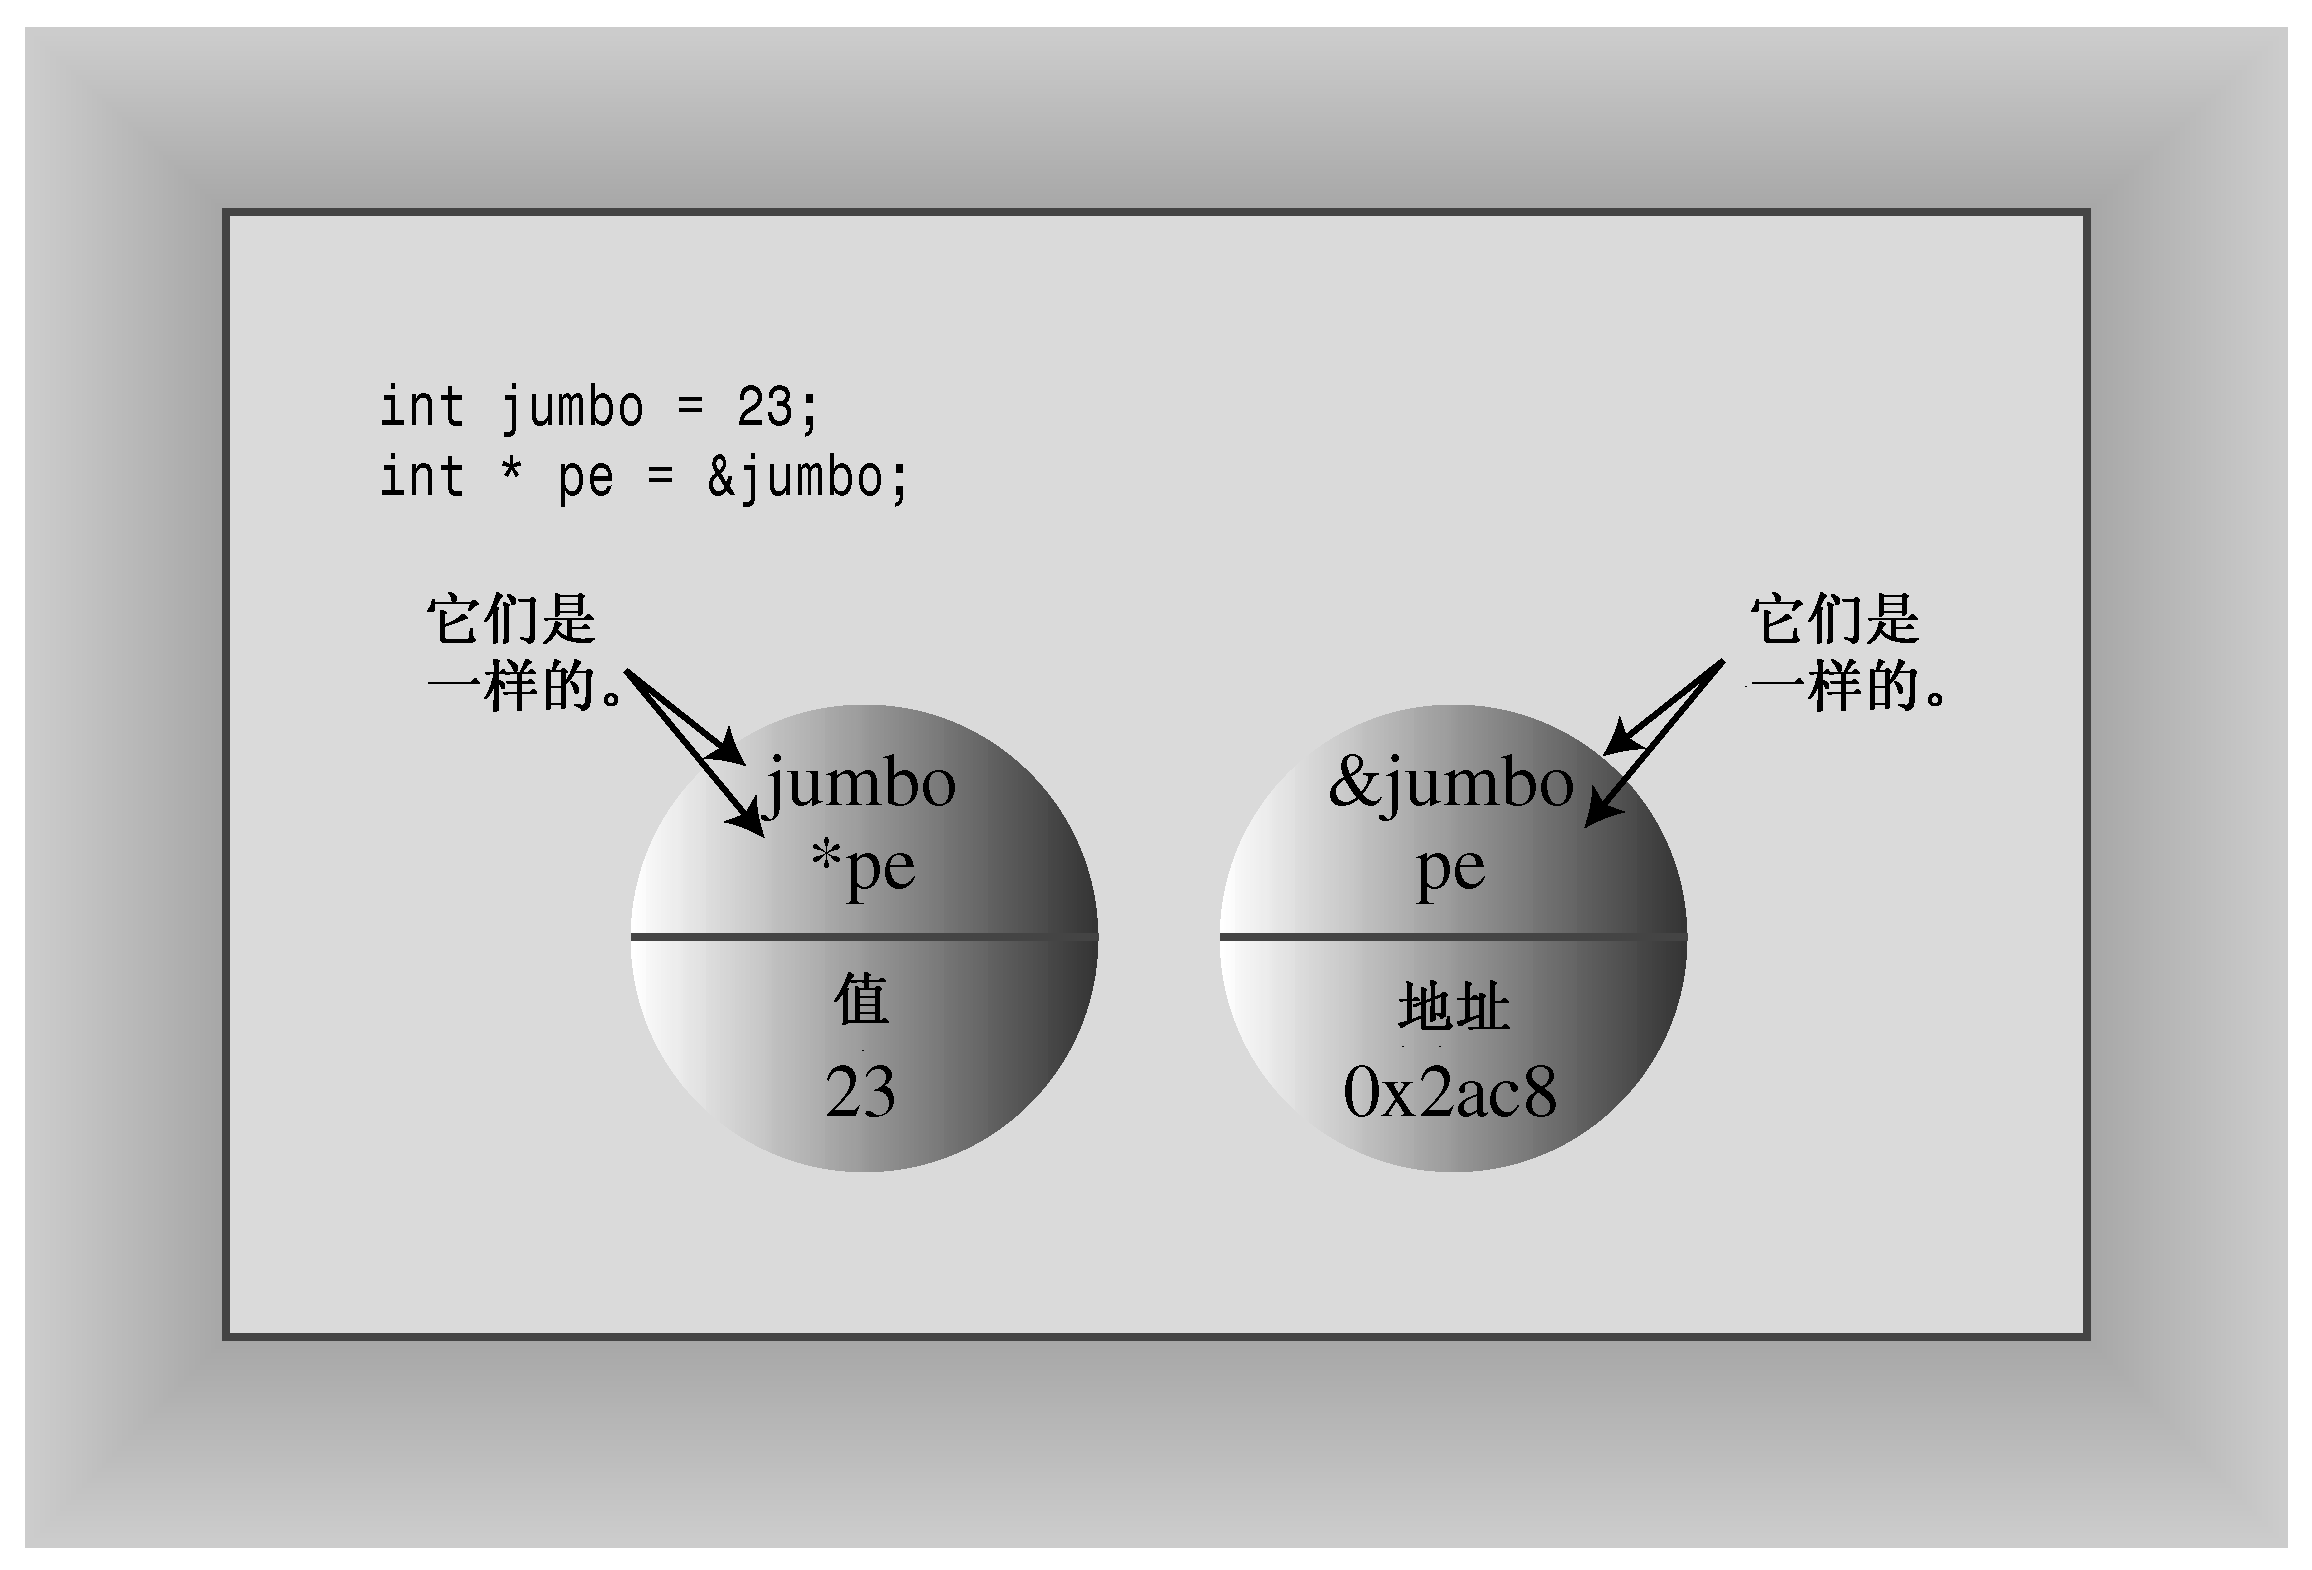 int jumbo = 23;
int * pe = &jumbo;
它们是
一样的。
它们是
一样的。
jumbo
*pe
值
23
&jumbo
pe
地址
0x2ac8